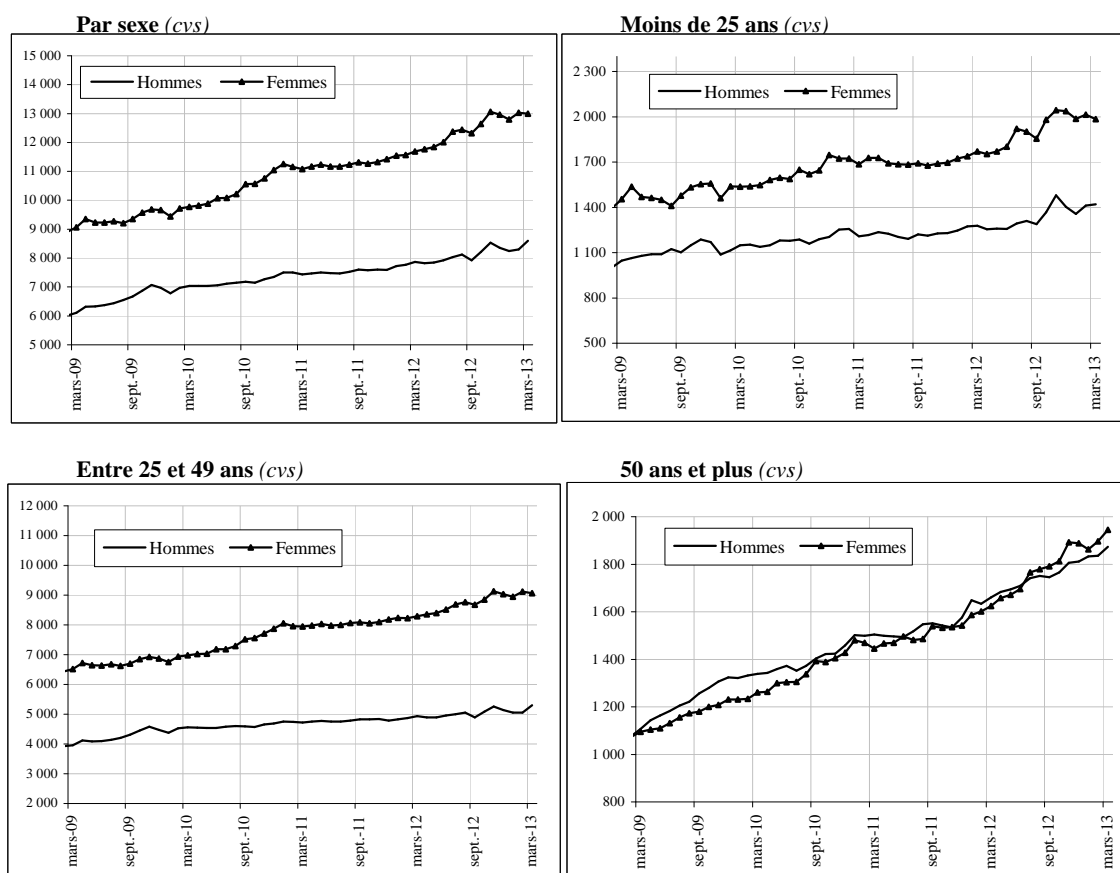 Par sexe (cvs)
15 000
14 000
13 000
12 000
11 000
10 000
9 000
8 000
7 000
6 000
5 000
Hommes
Femmes
mars-09
sept.-09
mars-10
sept.-10
mars-11
sept.-11
mars-12
sept.-12
mars-13
Moins de 25 ans (cvs)
2 300
2 000
1 700
1 400
1 100
800
500
Hommes
Femmes
mars-09
sept.-09
mars-10
sept.-10
mars-11
sept.-11
mars-12
sept.-12
mars-13
Entre 25 et 49 ans (cvs)
12 000
11 000
10 000
9 000
8 000
7 000
6 000
5 000
4 000
3 000
2 000
Hommes
Femmes
mars-09
sept.-09
mars-10
sept.-10
mars-11
sept.-11
mars-12
sept.-12
mars-13
50 ans et plus (cvs)
2 000
1 800
1 600
1 400
1 200
1 000
800
Hommes
Femmes
mars-09
sept.-09
mars-10
sept.-10
mars-11
sept.-11
mars-12
sept.-12
mars-13